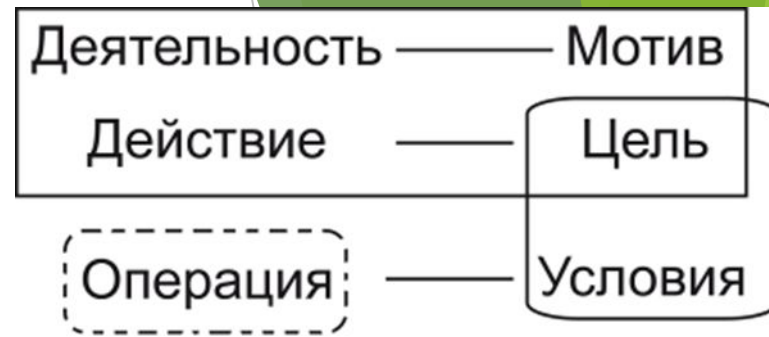 Деятельность — Мотив
Действие — Цель
Операция — Условия